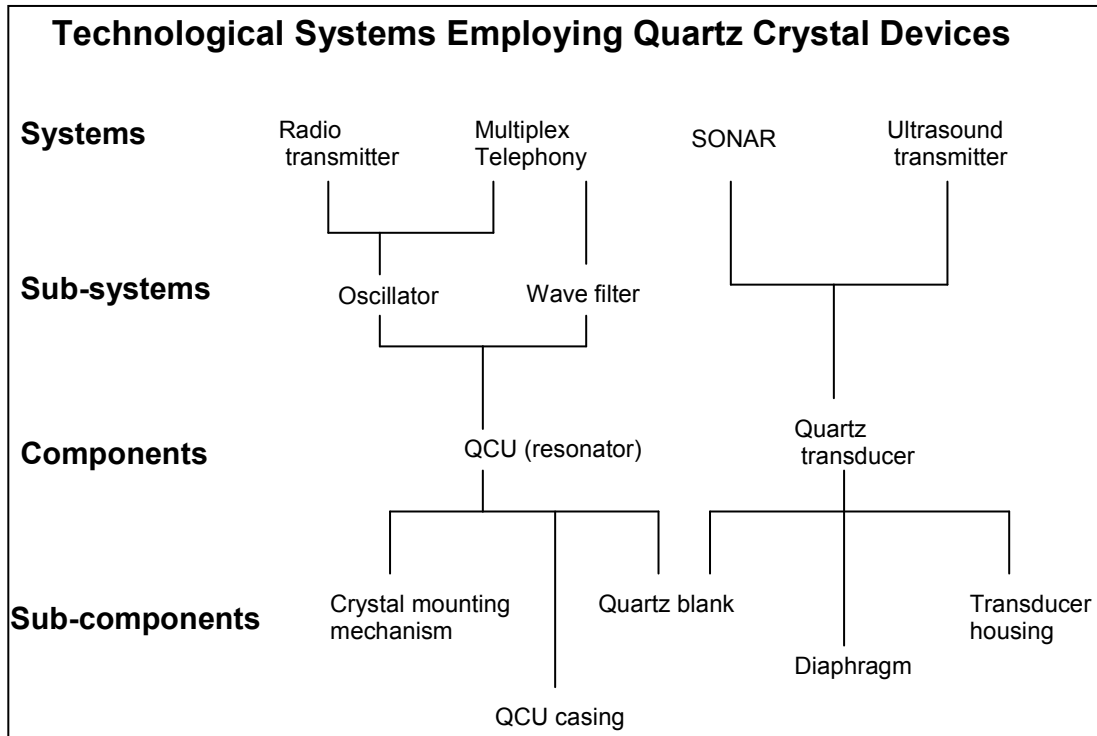 Technological Systems Employing Quartz Crystal Devices
Systems
Radio
transmitter
Multiplex
Telephony
SONAR
Ultrasound
transmitter
Sub-systems
Oscillator
Wave filter
Components
QCU (resonator)
Quartz
transducer
Sub-components
Crystal mounting
mechanism
Quartz blank
Transducer
housing
Diaphragm
QCU casing